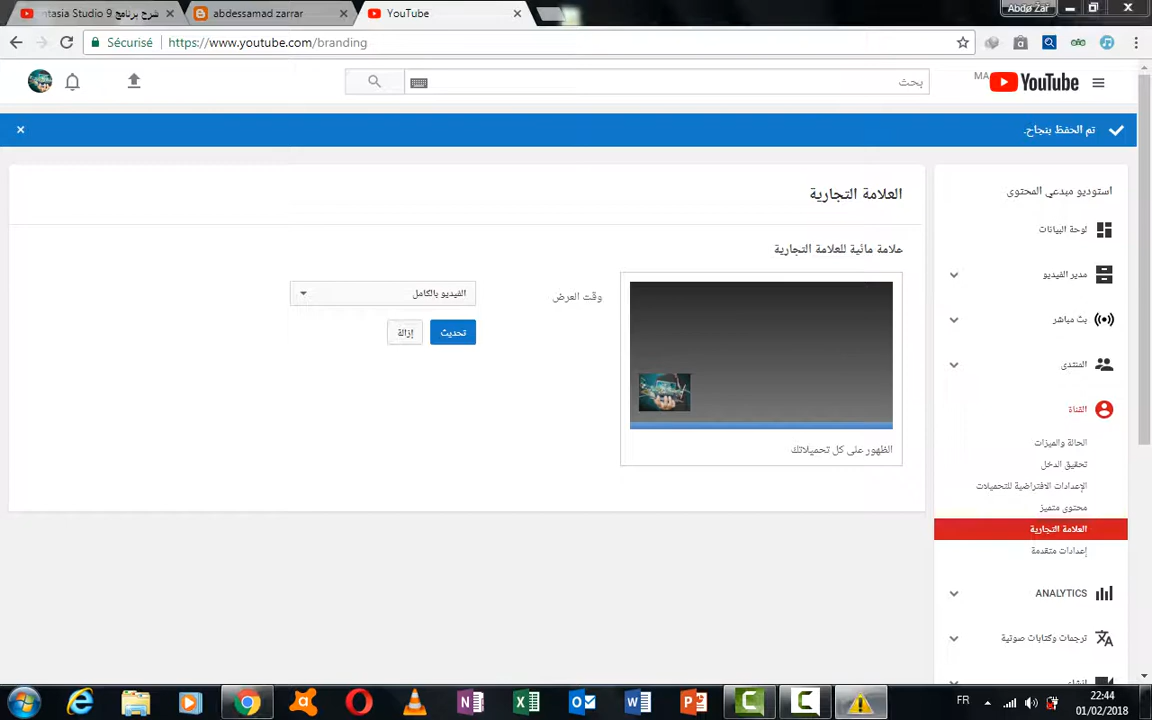 ntasia Studio 9 شرح برنامج
abdessamad zarrar
YouTube
Abdø Zar
Sécurisé
https://www.youtube.com/branding
بحث
MA
YouTube
تم الحفظ بنجاح.
العلامة التجارية
علامة مائية للعلامة التجارية
وقت العرض
الفيديو بالكامل
تحديث
إزالة
الظهور على كل تحميلاتك
استوديو مبدعي المحتوى
لوحة البيانات
مدير الفيديو
بث مباشر
المنتدى
القناة
الحالة والميزات
تحقيق الدخل
الإعدادات الافتراضية للتحميلات
محتوى متميز
العلامة التجارية
إعدادات متقدمة
ANALYTICS
ترجمات وكتابات صوتية
FR
22:44
01/02/2018